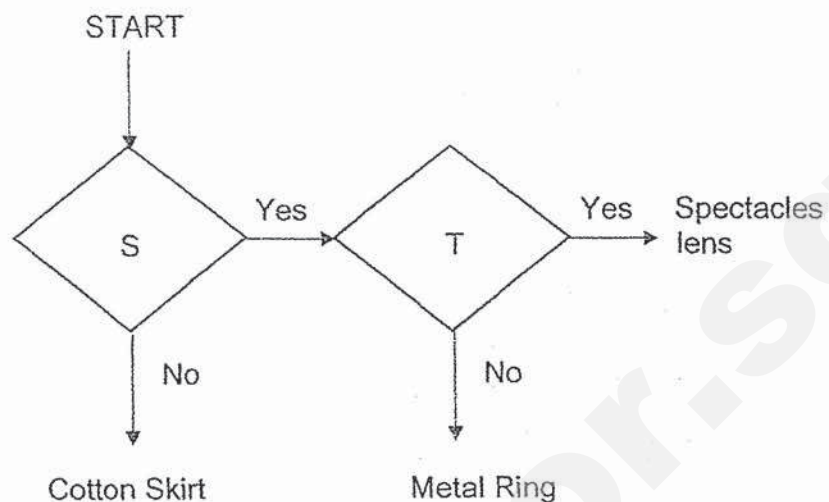 START
S
Yes
T
Yes
Spectacles
lens
No
No
Cotton Skirt
Metal Ring